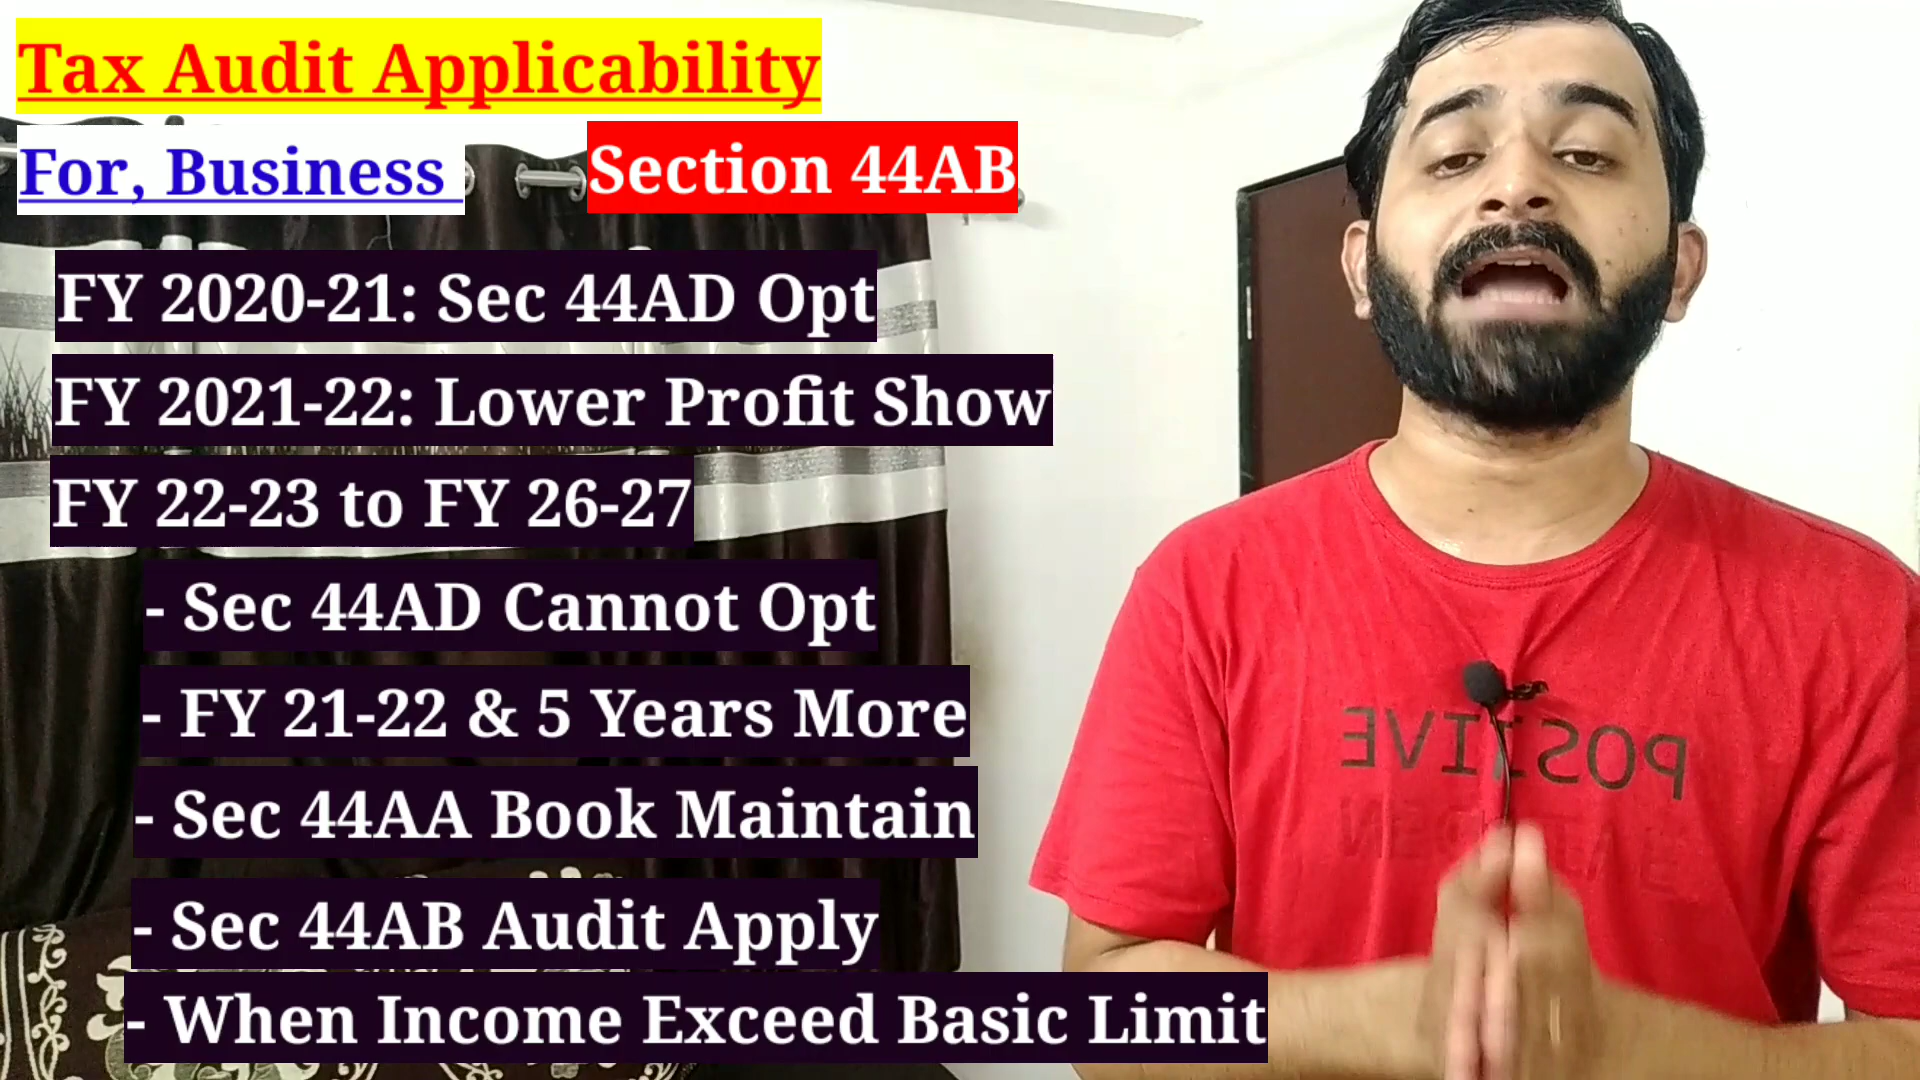 Tax Audit Applicability
For, Business Section 44AB
FY 2020-21: Sec 44AD Opt
FY 2021-22: Lower Profit Show
FY 22-23 to FY 26-27
- Sec 44AD Cannot Opt
- FY 21-22 & 5 Years More
- Sec 44AA Book Maintain
- Sec 44AB Audit Apply
- When Income Exceed Basic Limit
POSITIVE